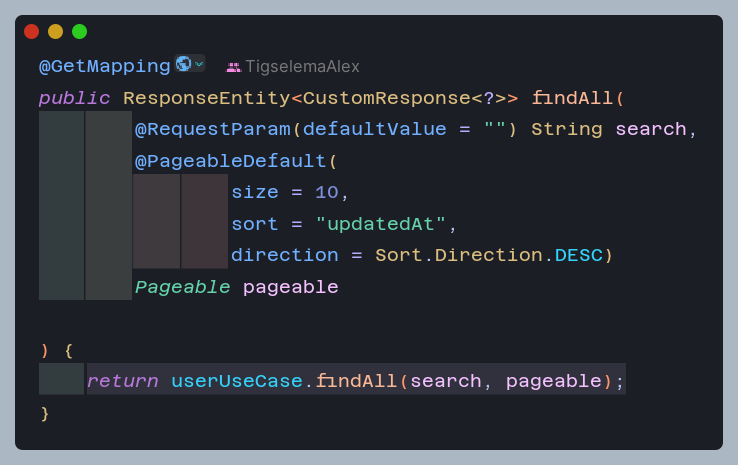 @GetMapping TigselemaAlex
public ResponseEntity<CustomResponse<?>> findAll(
@RequestParam(defaultValue = "") String search,
@PageableDefault(
size = 10,
sort = "updatedAt",
direction = Sort.Direction.DESC)
Pageable pageable
) {
return userUseCase.findAll(search, pageable);
}